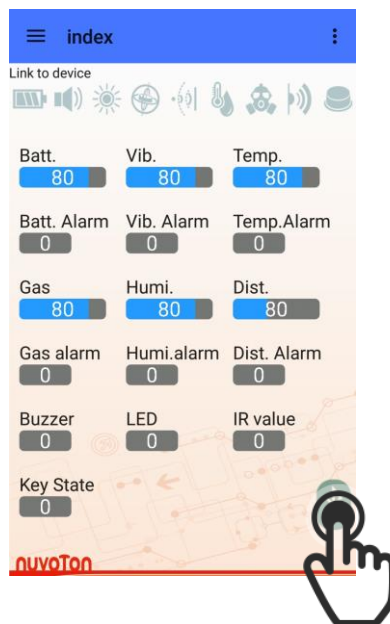 index
Link to device
Batt. Vib. Temp.
80 80 80
Batt. Alarm Vib. Alarm Temp.Alarm
0 0 0
Gas Humi. Dist.
80 80 80
Gas alarm Humi.alarm Dist. Alarm
0 0 0
Buzzer LED IR value
0 0 0
Key State
0
nuvoTon